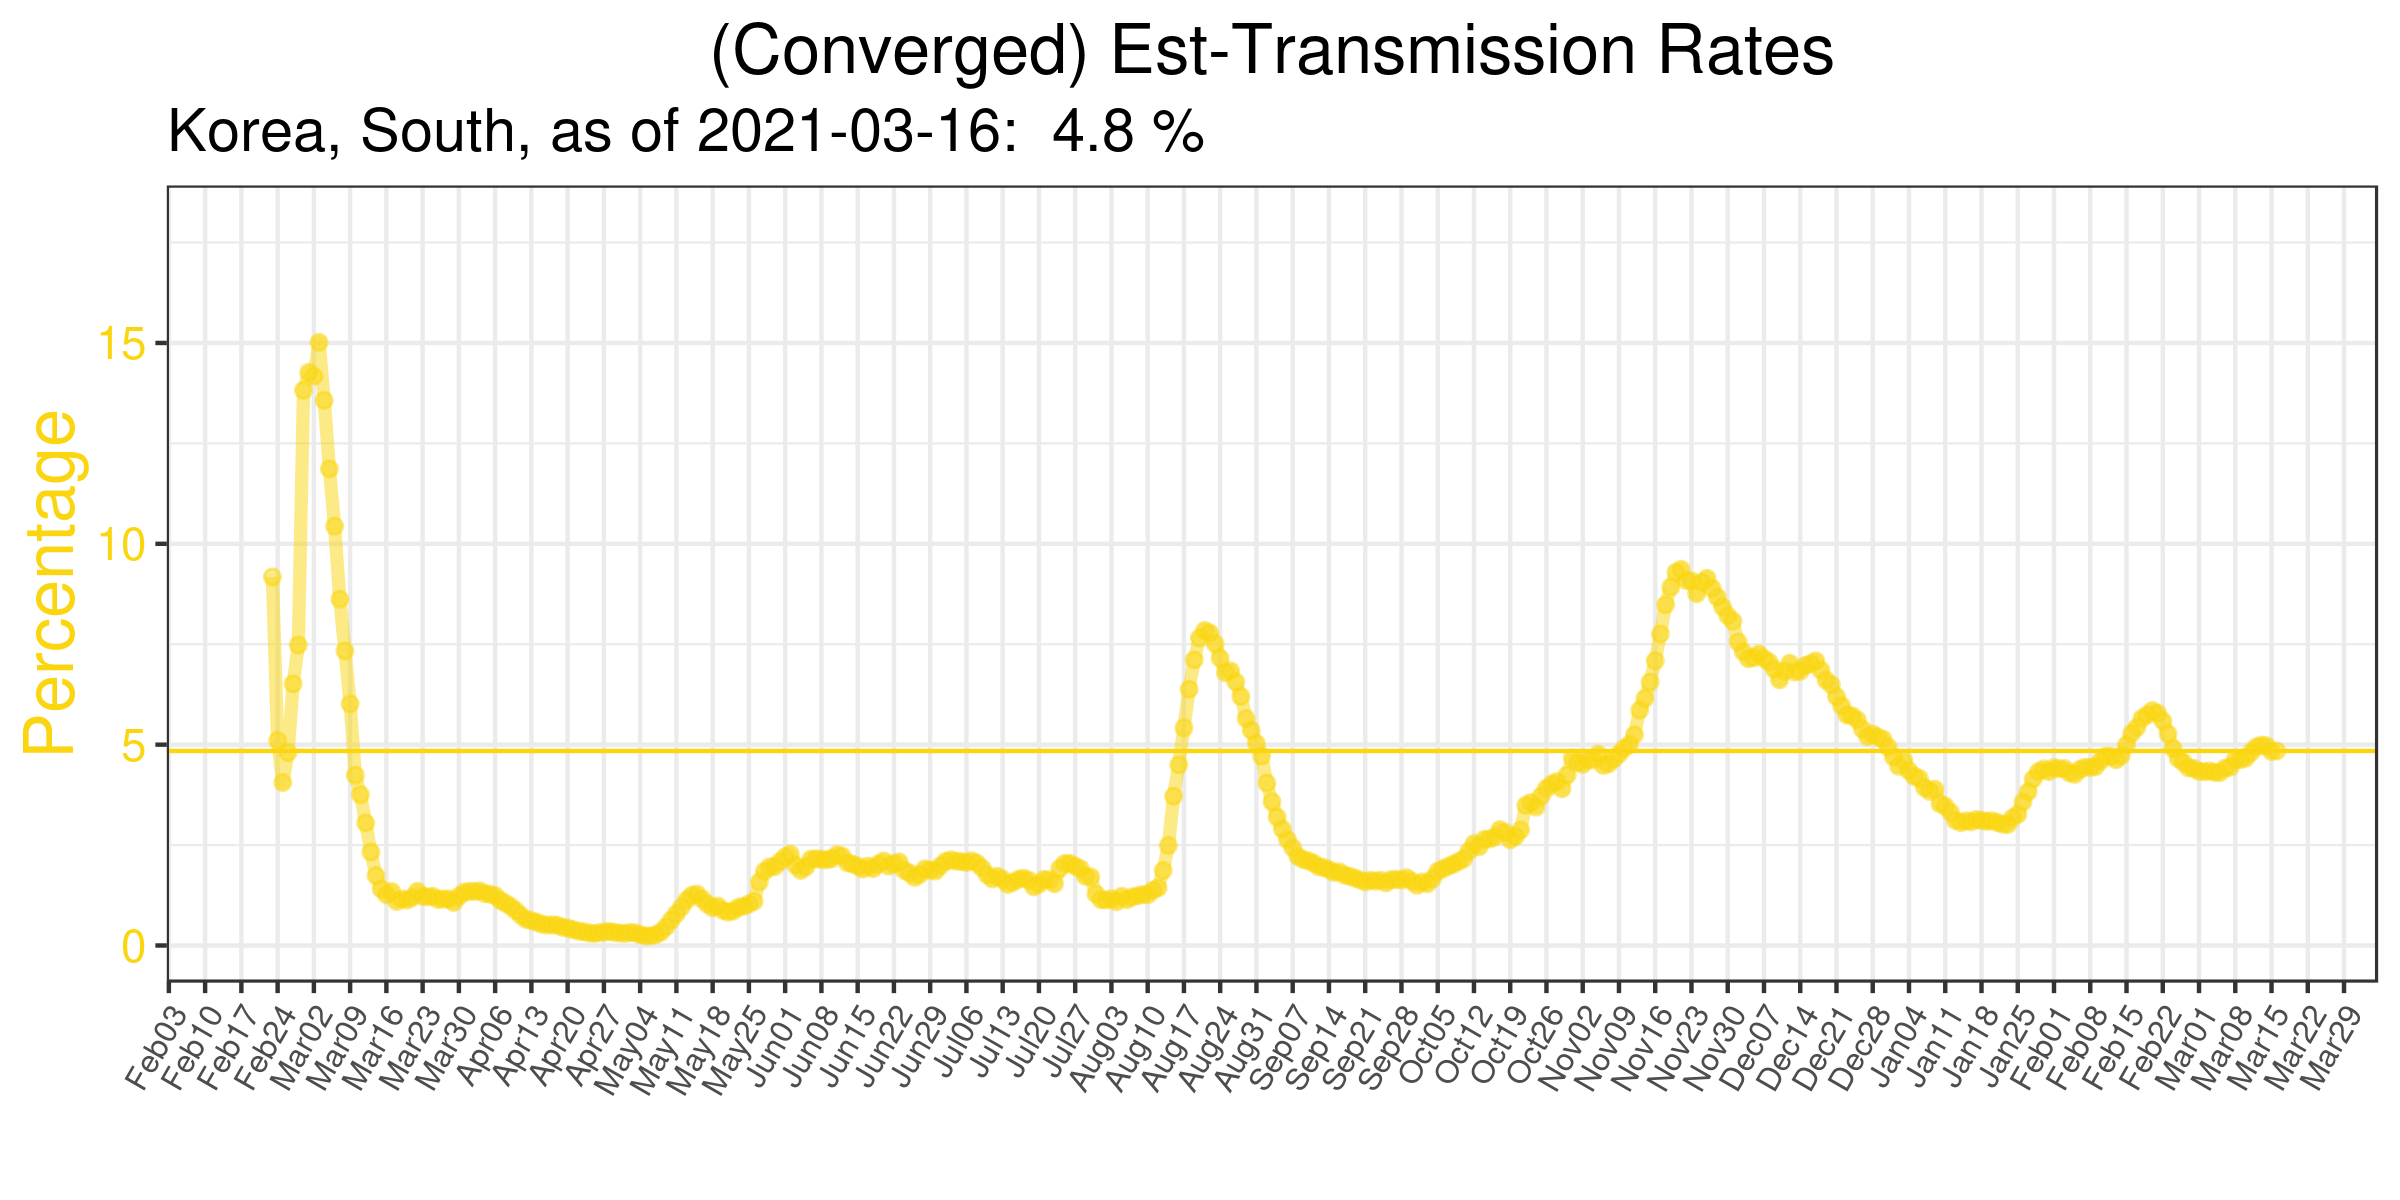 (Converged) Est-Transmission Rates
Korea, South, as of 2021-03-16:  4.8 %
Percentage
15
10
5
0
Feb03
Feb10
Feb17
Feb24
Mar02
Mar09
Mar16
Mar23
Mar30
Apr06
Apr13
Apr20
Apr27
May04
May11
May18
May25
Jun01
Jun08
Jun15
Jun22
Jun29
Jul06
Jul13
Jul20
Jul27
Aug03
Aug10
Aug17
Aug24
Aug31
Sep07
Sep14
Sep21
Sep28
Oct05
Oct12
Oct19
Oct26
Nov02
Nov09
Nov16
Nov23
Nov30
Dec07
Dec14
Dec21
Dec28
Jan04
Jan11
Jan18
Jan25
Feb01
Feb08
Feb15
Feb22
Mar01
Mar08
Mar15
Mar22
Mar29